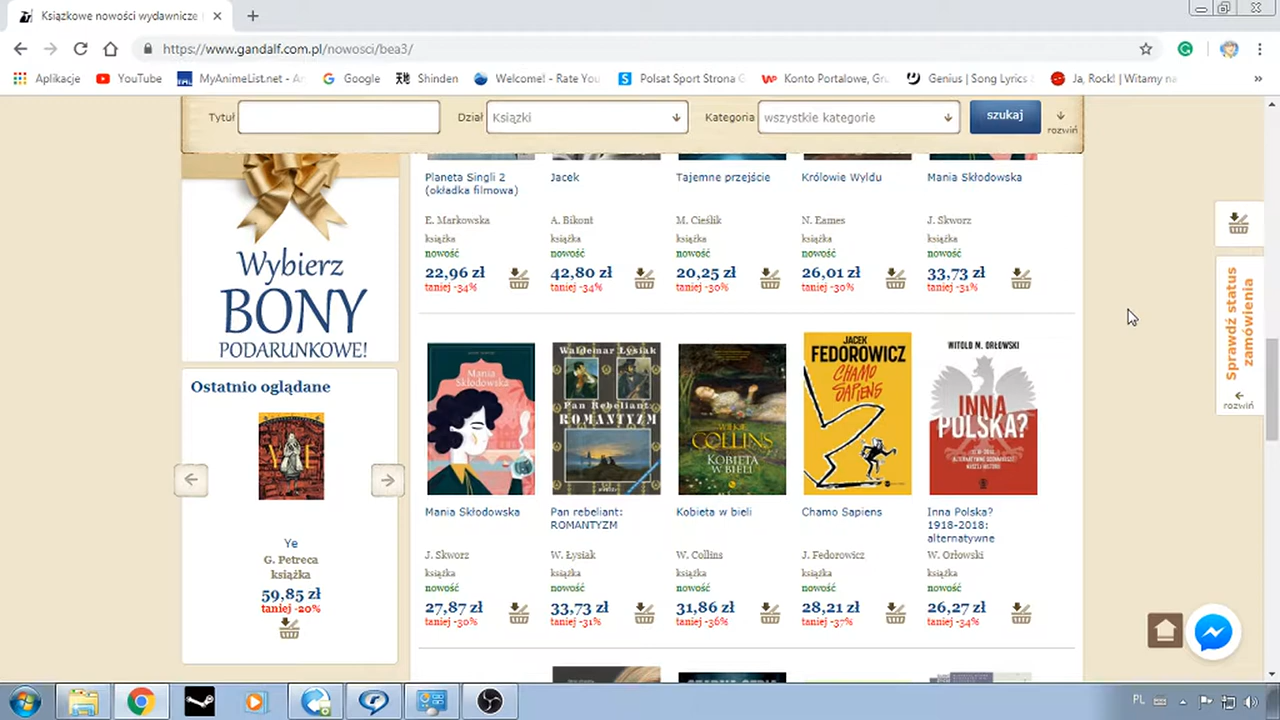 Książkowe nowości wydawnicze
https://www.gandalf.com.pl/nowosci/bea3/
Aplikacje
YouTube
MyAnimeList.net - Ar
Google
Shinden
Welcome! - Rate You
Polsat Sport Strona G
Konto Portalowe, Gr
Genius | Song Lyrics
Ja, Rock! | Witamy na
Tytuł
Dział
Książki
Kategoria
wszystkie kategorie
szukaj
rozwiń
Wybierz
BONY
PODARUNKOWE!
Ostatnio oglądane
Ye
G. Petreca
książka
59,85 zł
taniej -20%
Planeta Singli 2
(okładka filmowa)
E. Markowska
książka
nowość
22,96 zł
taniej -34%
Jacek
A. Bikont
książka
nowość
42,80 zł
taniej -34%
Tajemne przejście
M. Cieślik
książka
nowość
20,25 zł
taniej -30%
Królowie Wyldu
N. Eames
książka
nowość
26,01 zł
taniej -30%
Mania Skłodowska
J. Skworz
książka
nowość
33,73 zł
taniej -31%
Mania
Skłodowska
Mania Skłodowska
J. Skworz
książka
nowość
27,87 zł
taniej -30%
Waldemar Łysiak
Pan Rebeliant:
ROMANTYZM
Pan rebeliant:
ROMANTYZM
W. Łysiak
książka
nowość
33,73 zł
taniej -31%
WILKIE
COLLINS
KOBIETA
W BIELI
Kobieta w bieli
W. Collins
książka
nowość
31,86 zł
taniej -36%
JACEK
FEDOROWICZ
CHAMO
SAPIENS
Chamo Sapiens
J. Fedorowicz
książka
nowość
28,21 zł
taniej -37%
WITOLD M. ORŁOWSKI
INNA
POLSKA?
Inna Polska?
1918-2018:
alternatywne
W. Orłowski
książka
nowość
26,27 zł
taniej -34%
Sprawdź status
zamówienia
rozwiń
PL